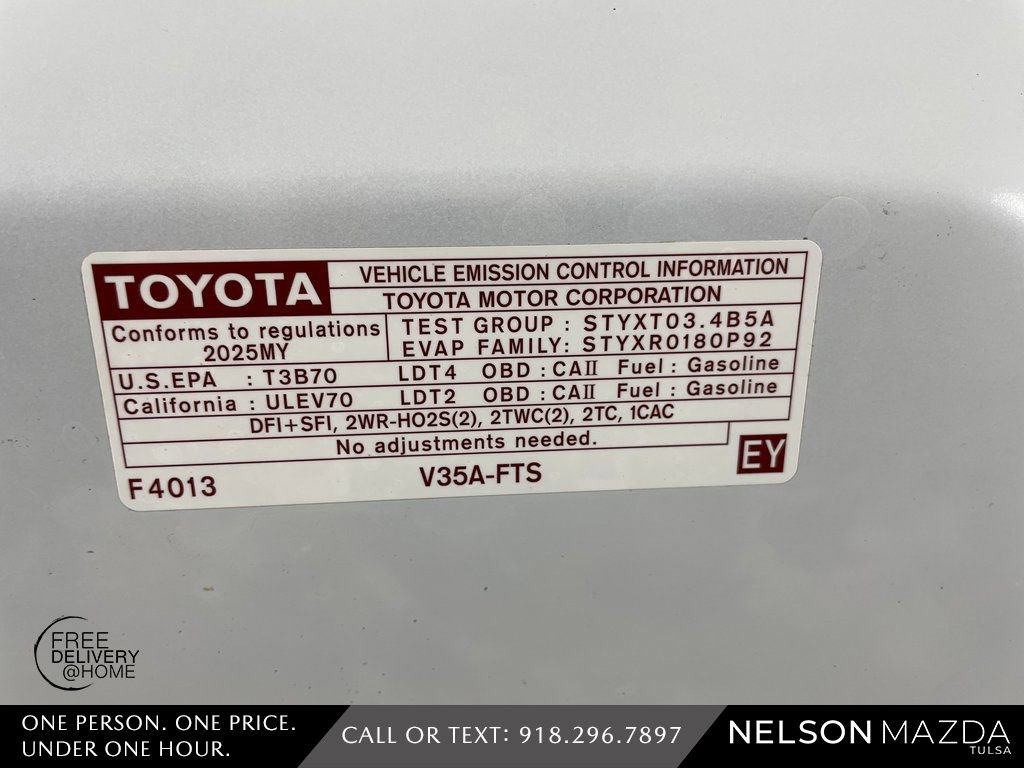 TOYOTA
VEHICLE EMISSION CONTROL INFORMATION
TOYOTA MOTOR CORPORATION
Conforms to regulations
2025MY
TEST GROUP : STYXT03.4B5A
EVAP FAMILY: STYXR0180P92
U.S.EPA : T3B70 LDT4 OBD : CAII Fuel : Gasoline
California : ULEV70 LDT2 OBD : CAII Fuel : Gasoline
DFI+SFI, 2WR-HO2S(2), 2TWC(2), 2TC, 1CAC
No adjustments needed.
EY
F4013
V35A-FTS
FREE
DELIVERY
@HOME
ONE PERSON. ONE PRICE.
UNDER ONE HOUR.
CALL OR TEXT: 918.296.7897
NELSON MAZDA
TULSA